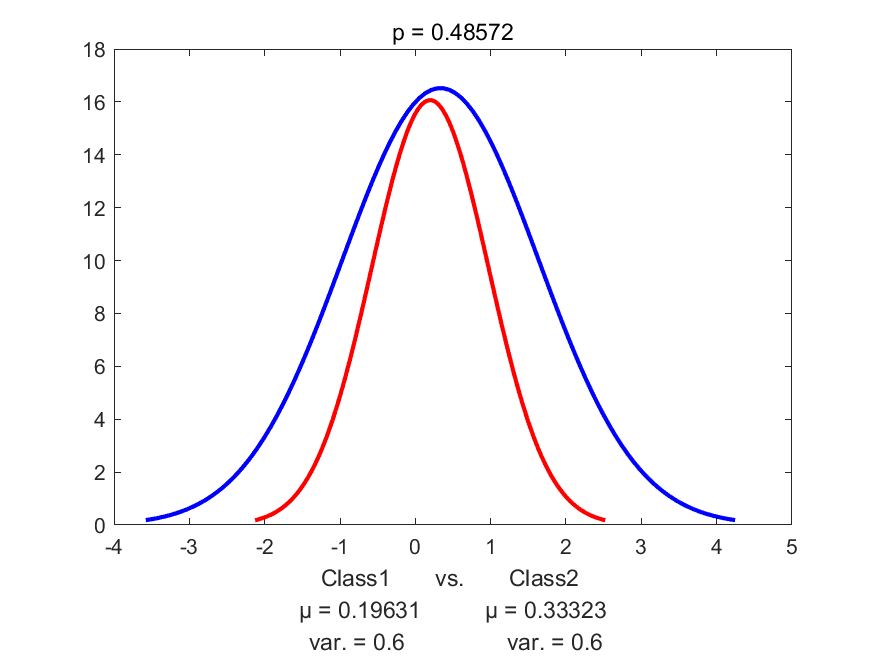 p = 0.48572
18
16
14
12
10
8
6
4
2
0
-4 -3 -2 -1 0 1 2 3 4 5
Class1 vs. Class2
μ = 0.19631 μ = 0.33323
var. = 0.6 var. = 0.6